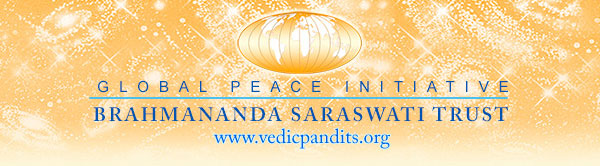 GLOBAL PEACE INITIATIVE
BRAHMANANDA SARASWATI TRUST
www.vedicpandits.org